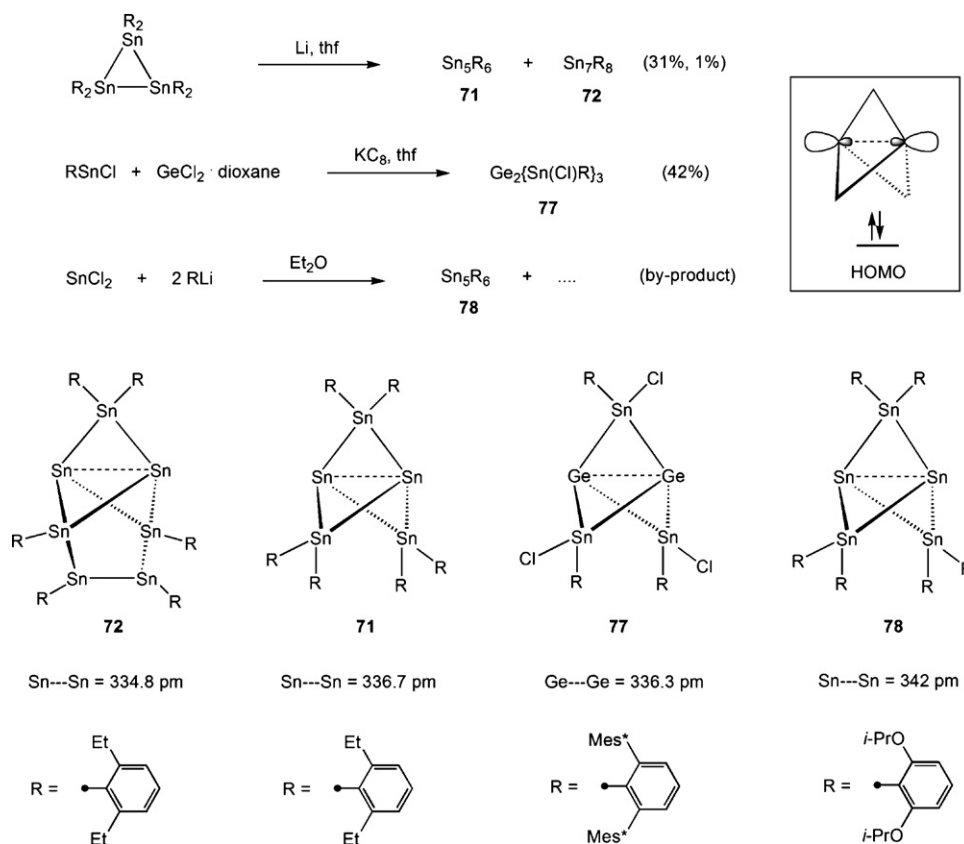 R2
Sn
R2Sn SnR2
Li, thf
Sn5R6 + Sn7R8 (31%, 1%)
71 72
RSnCl + GeCl2 · dioxane
KC8, thf
Ge2{Sn(Cl)R}3 (42%)
77
SnCl2 + 2 RLi
Et2O
Sn5R6 + .... (by-product)
78
HOMO
R R
Sn
Sn Sn
Sn Sn
R R
Sn Sn
R R
72
R R
Sn
Sn Sn
Sn Sn
R R
R R
71
R Cl
Sn
Ge Ge
Sn Sn
Cl Cl
R R
77
R R
Sn
Sn Sn
Sn Sn
R R
R R
78
Sn---Sn = 334.8 pm
Sn---Sn = 336.7 pm
Ge---Ge = 336.3 pm
Sn---Sn = 342 pm
Et
R =
Et
Et
R =
Et
Mes*
R =
Mes*
i-PrO
R =
i-PrO